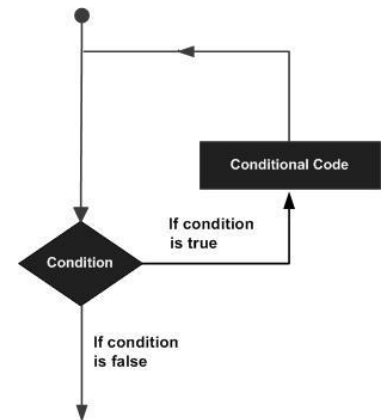 Conditional Code
If condition
is true
Condition
If condition
is false